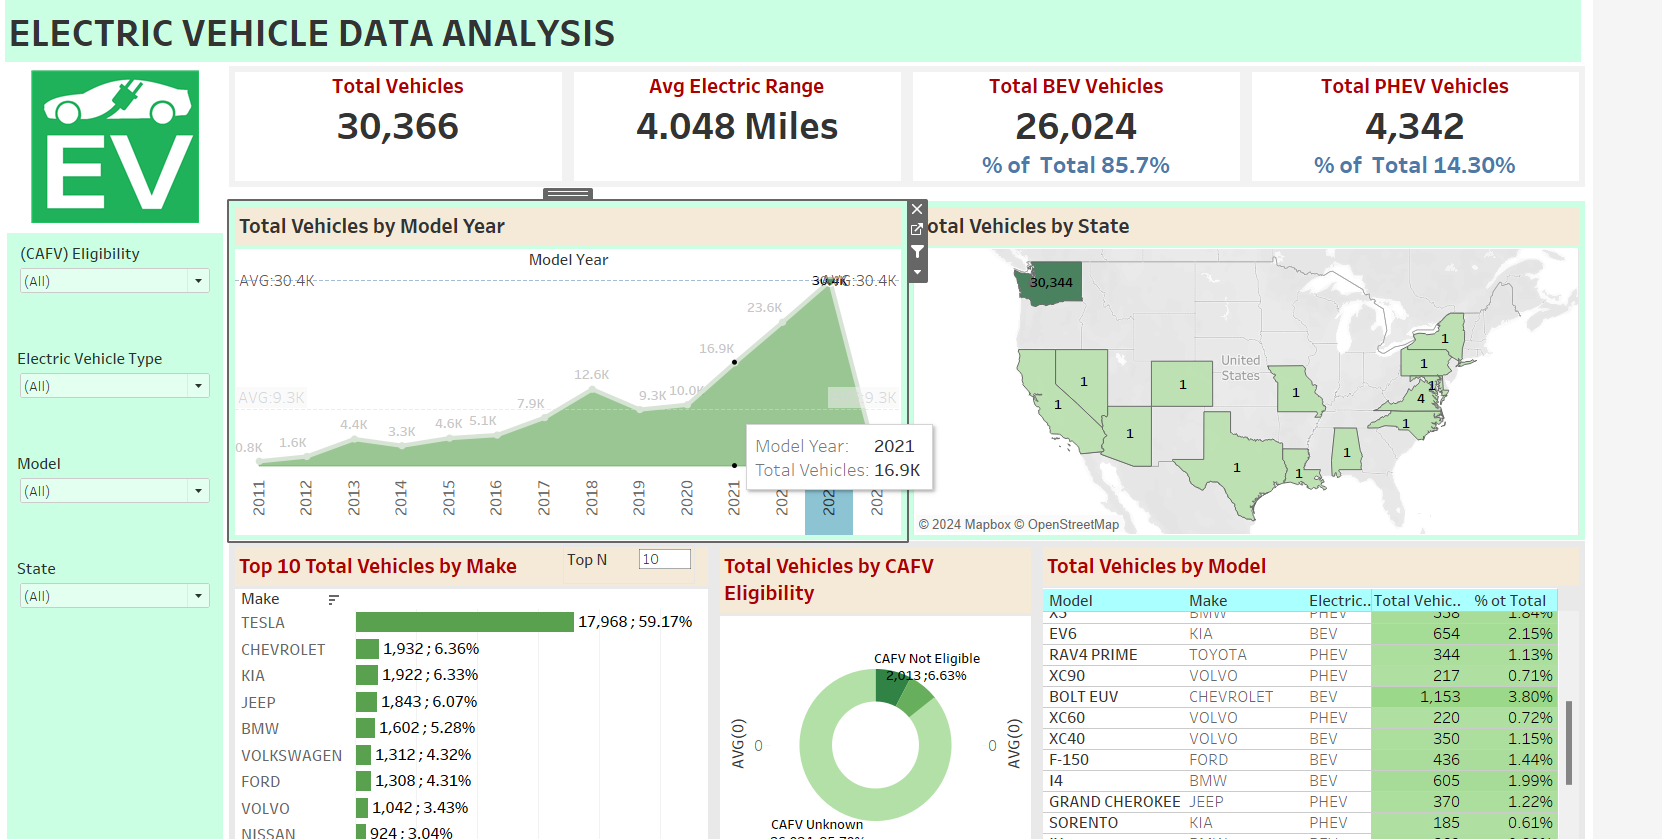 ELECTRIC VEHICLE DATA ANALYSIS
EV
Total Vehicles
30,366
Avg Electric Range
4.048 Miles
Total BEV Vehicles
26,024
% of Total 85.7%
Total PHEV Vehicles
4,342
% of Total 14.30%
(CAFV) Eligibility
(All)
Electric Vehicle Type
(All)
Model
(All)
State
(All)
Total Vehicles by Model Year
Model Year
AVG:30.4K
30.4K
:30.4K
23.6K
16.9K
12.6K
AVG:9.3K
:9.3K
9.3K
10.0K
7.9K
4.4K
3.3K
4.6K
5.1K
0.8K
1.6K
Model Year: 2021
Total Vehicles: 16.9K
2011
2012
2013
2014
2015
2016
2017
2018
2019
2020
2021
otal Vehicles by State
30,344
1
1
1
1
1
1
4
1
1
1
1
1
1
1
United
States
© 2024 Mapbox © OpenStreetMap
Top 10 Total Vehicles by Make
Top N
10
Make
TESLA 17,968 ; 59.17%
CHEVROLET 1,932 ; 6.36%
KIA 1,922 ; 6.33%
JEEP 1,843 ; 6.07%
BMW 1,602 ; 5.28%
VOLKSWAGEN 1,312 ; 4.32%
FORD 1,308 ; 4.31%
VOLVO 1,042 ; 3.43%
NISSAN 924 ; 3.04%
Total Vehicles by CAFV
Eligibility
CAFV Not Eligible
2,013 ;6.63%
AVG(0)
0
0
AVG(0)
CAFV Unknown
Total Vehicles by Model
Model Make Electric.. Total Vehic.. % ot Total
X5 BMW PHEV 558 1.84%
EV6 KIA BEV 654 2.15%
RAV4 PRIME TOYOTA PHEV 344 1.13%
XC90 VOLVO PHEV 217 0.71%
BOLT EUV CHEVROLET BEV 1,153 3.80%
XC60 VOLVO PHEV 220 0.72%
XC40 VOLVO BEV 350 1.15%
F-150 FORD BEV 436 1.44%
I4 BMW BEV 605 1.99%
GRAND CHEROKEE JEEP PHEV 370 1.22%
SORENTO KIA PHEV 185 0.61%